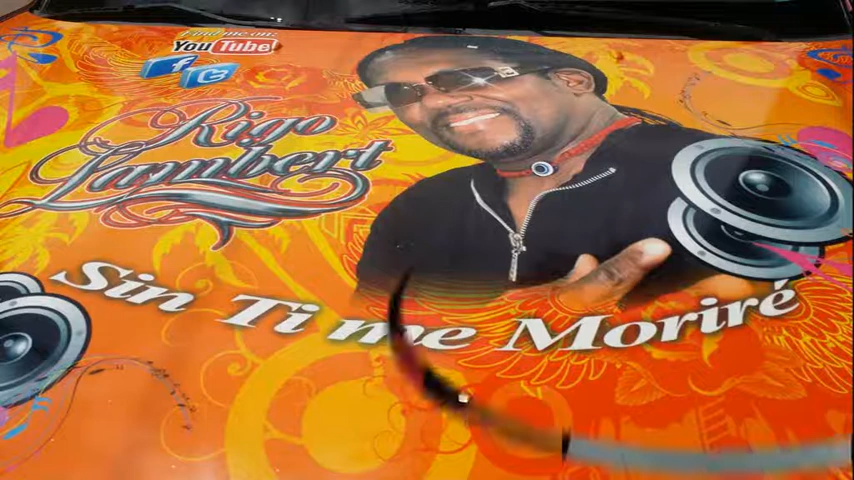 Find me on:
YouTube
f t
Rigo
Lambert
Sin Ti me Moriré